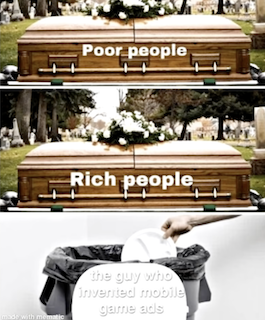 Poor people
Rich people
the guy who
invented mobile
game ads
made with mematic